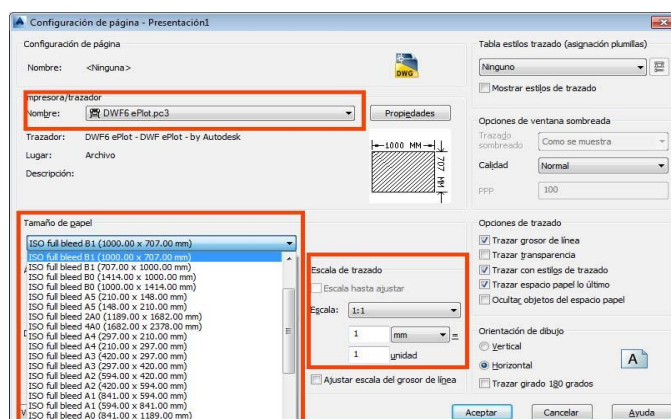 Configuración de página - Presentación1
Configuración de página
Nombre: <Ninguna>
DWG
Impresora/trazador
Nombre: DWF6 ePlot.pc3
Propiedades
Trazador: DWF6 ePlot - DWF ePlot - by Autodesk
Lugar: Archivo
Descripción:
1000 MM
707 MM
Tamaño de papel
ISO full bleed B1 (1000.00 x 707.00 mm)
ISO full bleed B1 (1000.00 x 707.00 mm)
ISO full bleed B1 (707.00 x 1000.00 mm)
ISO full bleed B0 (1414.00 x 1000.00 mm)
ISO full bleed B0 (1000.00 x 1414.00 mm)
ISO full bleed A5 (210.00 x 148.00 mm)
ISO full bleed A5 (148.00 x 210.00 mm)
ISO full bleed 2A0 (1189.00 x 1682.00 mm)
ISO full bleed 4A0 (1682.00 x 2378.00 mm)
ISO full bleed A4 (297.00 x 210.00 mm)
ISO full bleed A4 (210.00 x 297.00 mm)
ISO full bleed A3 (420.00 x 297.00 mm)
ISO full bleed A3 (297.00 x 420.00 mm)
ISO full bleed A2 (594.00 x 420.00 mm)
ISO full bleed A2 (420.00 x 594.00 mm)
ISO full bleed A1 (841.00 x 594.00 mm)
ISO full bleed A1 (594.00 x 841.00 mm)
ISO full bleed A0 (841.00 x 1189.00 mm)
Escala de trazado
Escala hasta ajustar
Escala: 1:1
1 mm =
1 unidad
Ajustar escala del grosor de línea
Tabla estilos trazado (asignación plumillas)
Ninguno
Mostrar estilos de trazado
Opciones de ventana sombreada
Trazado sombreado Como se muestra
Calidad Normal
PPP 100
Opciones de trazado
Trazar grosor de línea
Trazar transparencia
Trazar con estilos de trazado
Trazar espacio papel lo último
Ocultar objetos del espacio papel
Orientación de dibujo
Vertical
Horizontal
Trazar girado 180 grados
A
Aceptar
Cancelar
Ayuda